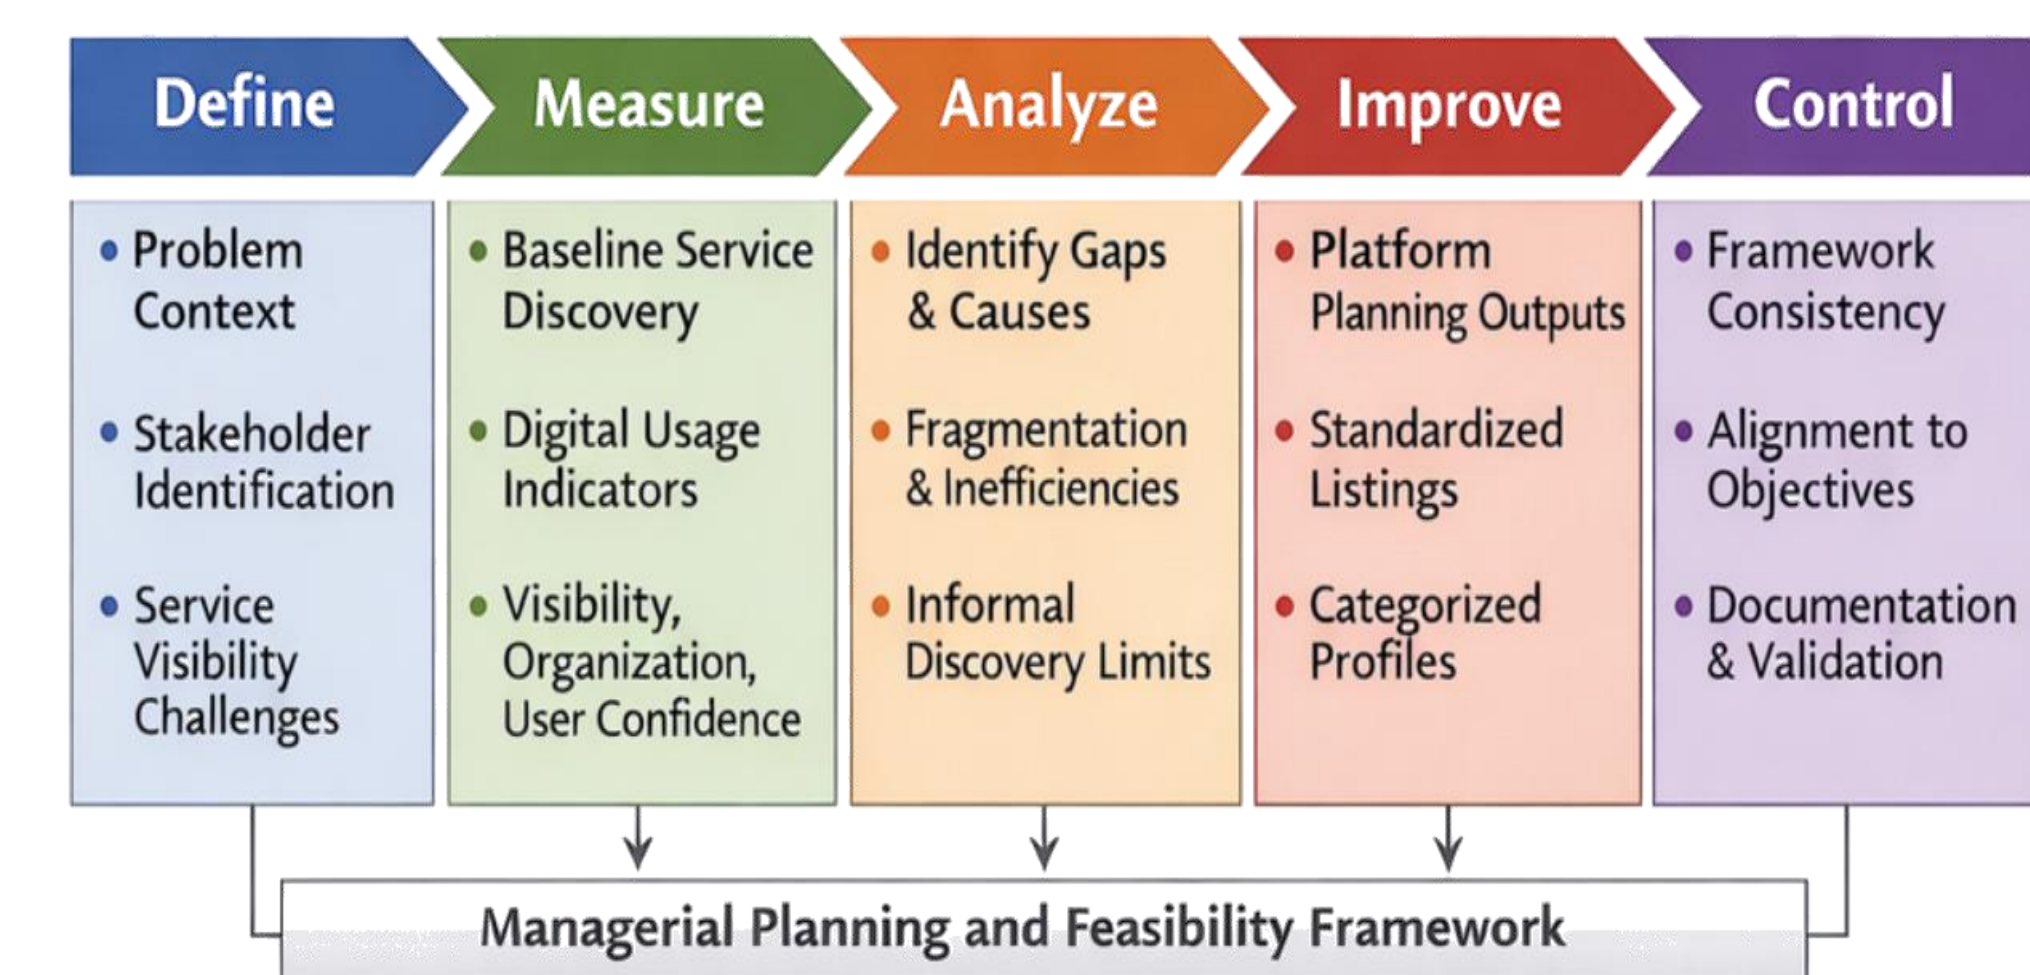 Define
Measure
Analyze
Improve
Control
• Problem
Context
• Stakeholder
Identification
• Service
Visibility
Challenges
• Baseline Service
Discovery
• Digital Usage
Indicators
• Visibility,
Organization,
User Confidence
• Identify Gaps
& Causes
• Fragmentation
& Inefficiencies
• Informal
Discovery Limits
• Platform
Planning Outputs
• Standardized
Listings
• Categorized
Profiles
• Framework
Consistency
• Alignment to
Objectives
• Documentation
& Validation
Managerial Planning and Feasibility Framework